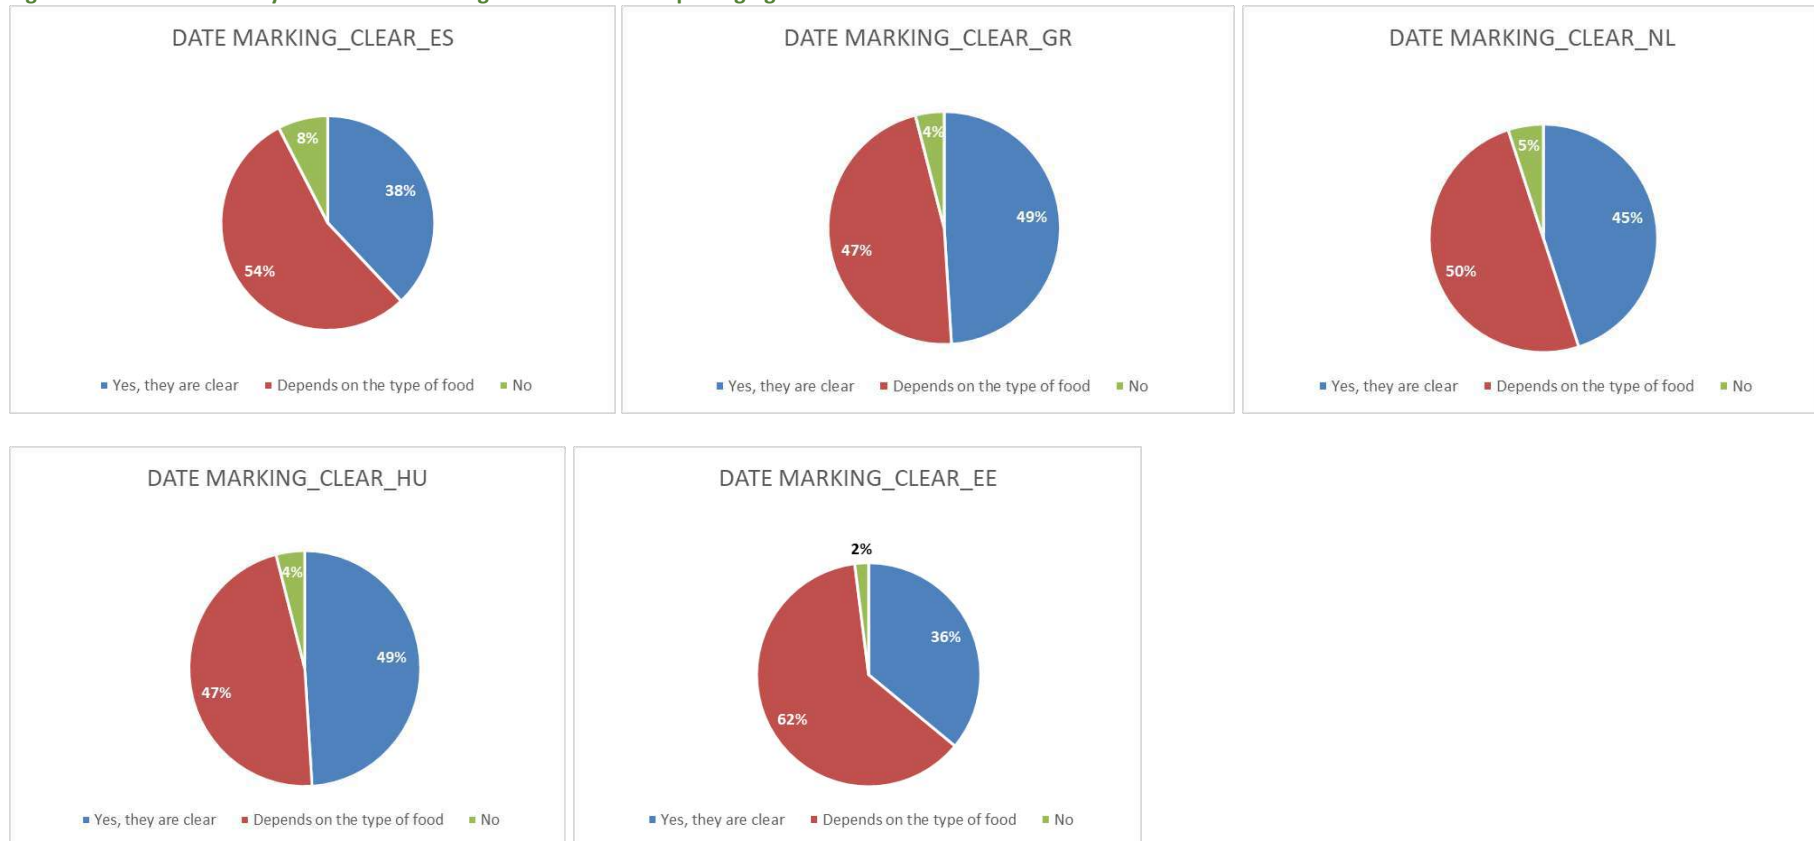 DATE MARKING_CLEAR_ES
8%
38%
54%
Yes, they are clear Depends on the type of food No
DATE MARKING_CLEAR_GR
4%
49%
47%
Yes, they are clear Depends on the type of food No
DATE MARKING_CLEAR_NL
5%
45%
50%
Yes, they are clear Depends on the type of food No
DATE MARKING_CLEAR_HU
4%
49%
47%
Yes, they are clear Depends on the type of food No
DATE MARKING_CLEAR_EE
2%
36%
62%
Yes, they are clear Depends on the type of food No